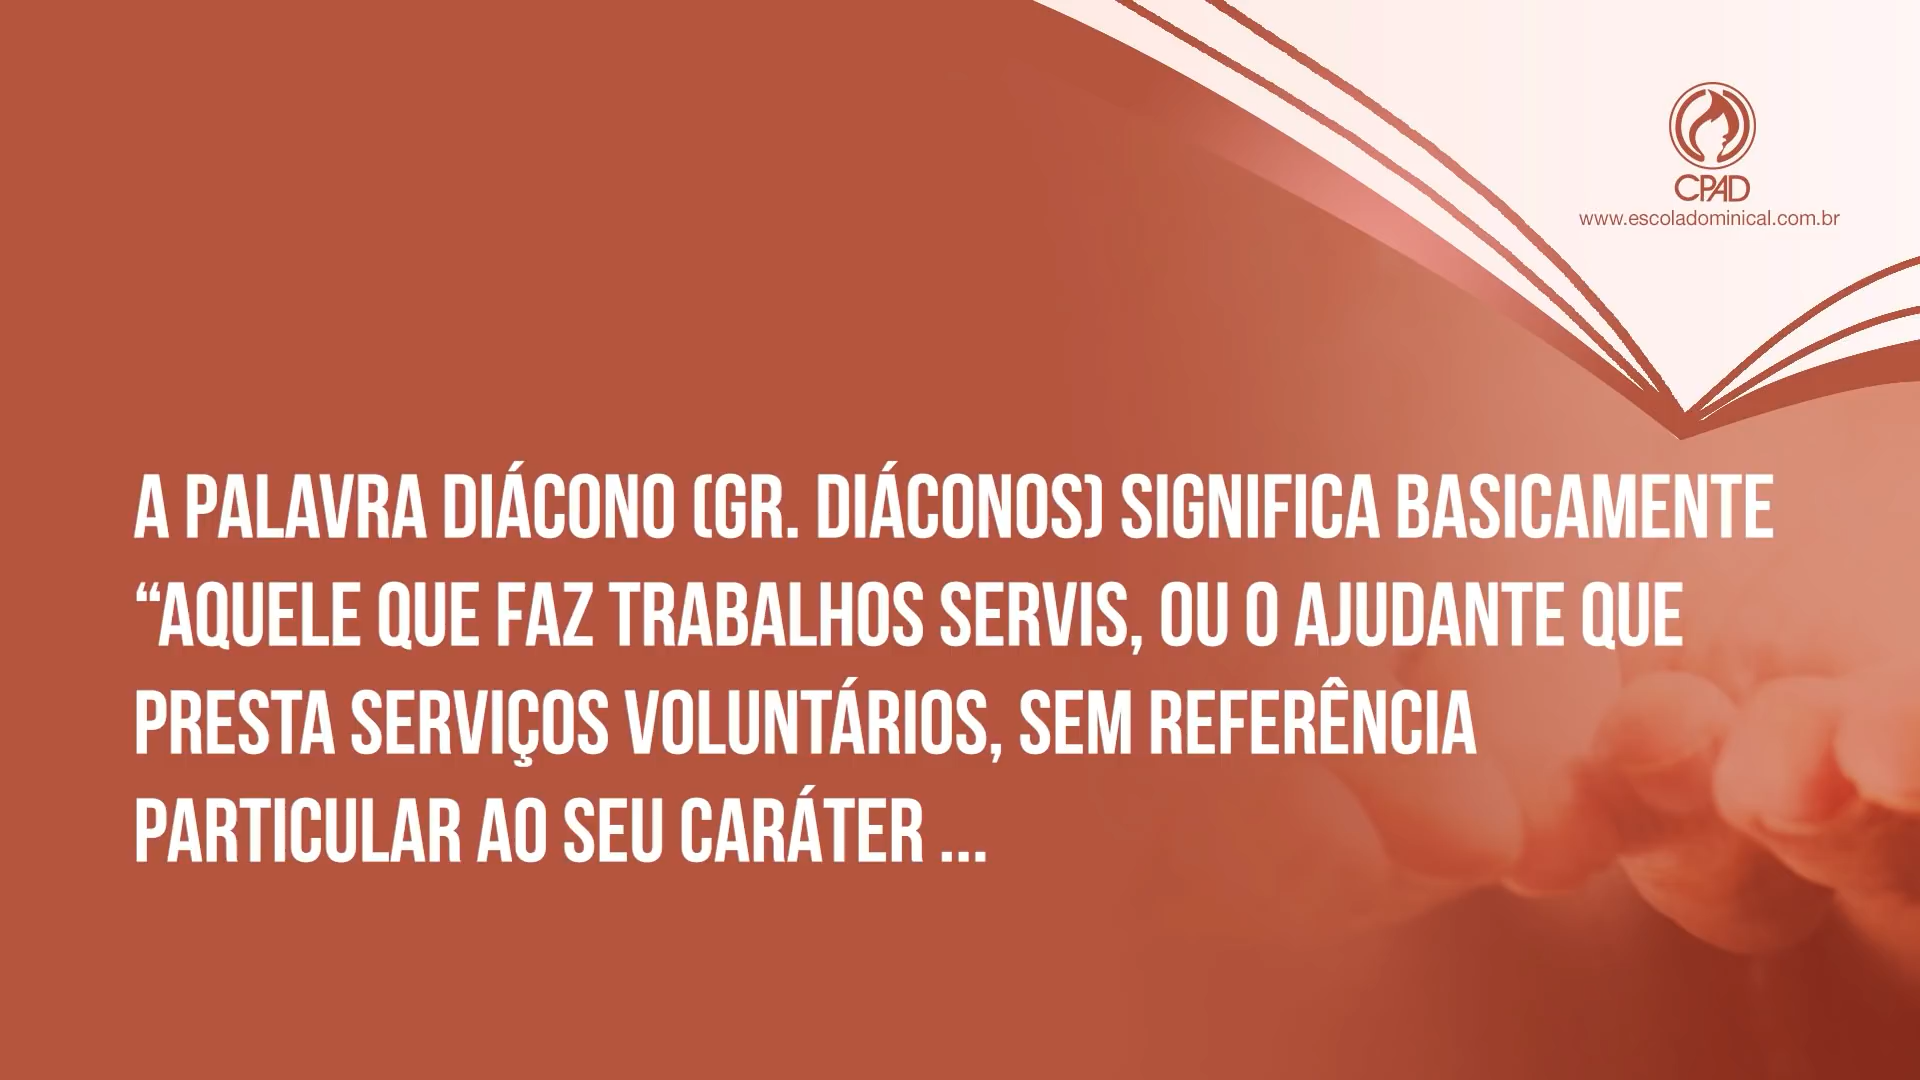 CPAD
www.escoladominical.com.br
A PALAVRA DIÁCONO (GR. DIÁCONOS) SIGNIFICA BASICAMENTE
“AQUELE QUE FAZ TRABALHOS SERVIS, OU O AJUDANTE QUE
PRESTA SERVIÇOS VOLUNTÁRIOS, SEM REFERÊNCIA
PARTICULAR AO SEU CARÁTER ...